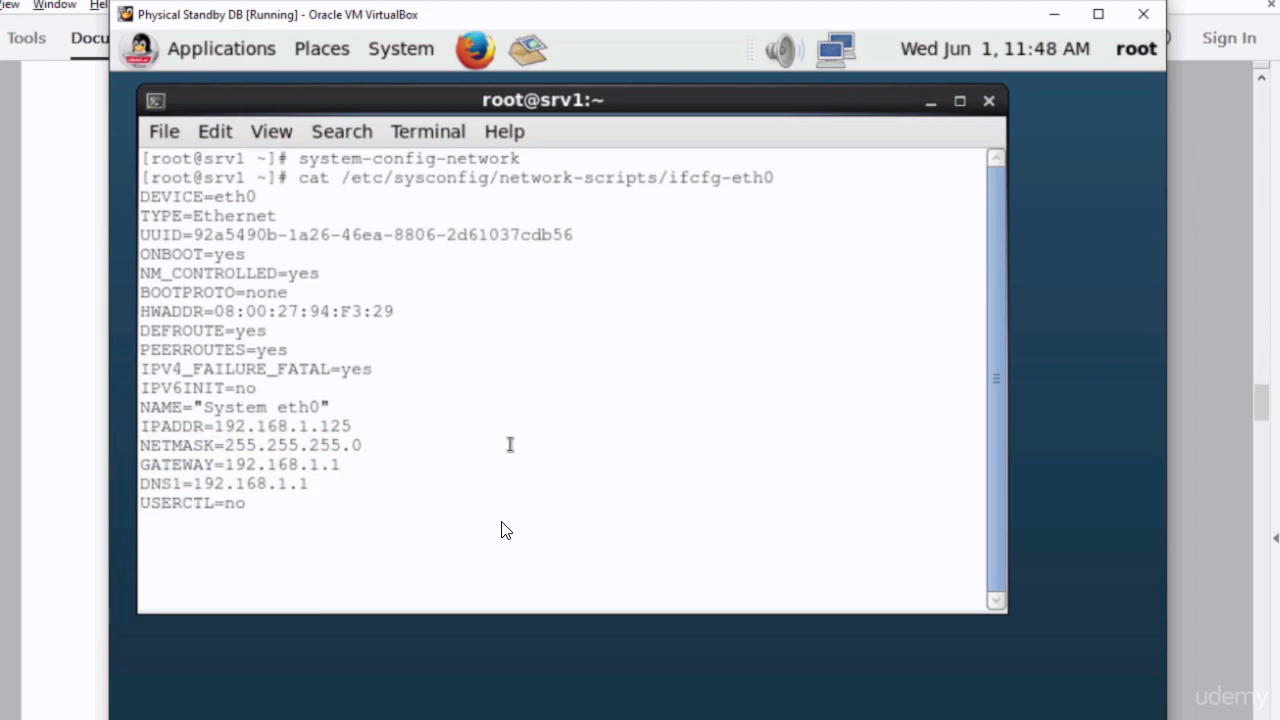 Window
Tools
Sign In
Physical Standby DB [Running] - Oracle VM VirtualBox
Applications Places System Wed Jun 1, 11:48 AM root
root@srv1:~
File Edit View Search Terminal Help
[root@srv1 ~]# system-config-network
[root@srv1 ~]# cat /etc/sysconfig/network-scripts/ifcfg-eth0
DEVICE=eth0
TYPE=Ethernet
UUID=92a5490b-1a26-46ea-8806-2d61037cdb56
ONBOOT=yes
NM_CONTROLLED=yes
BOOTPROTO=none
HWADDR=08:00:27:94:F3:29
DEFROUTE=yes
PEERROUTES=yes
IPV4_FAILURE_FATAL=yes
IPV6INIT=no
NAME="System eth0"
IPADDR=192.168.1.125
NETMASK=255.255.255.0
GATEWAY=192.168.1.1
DNS1=192.168.1.1
USERCTL=no
udemy